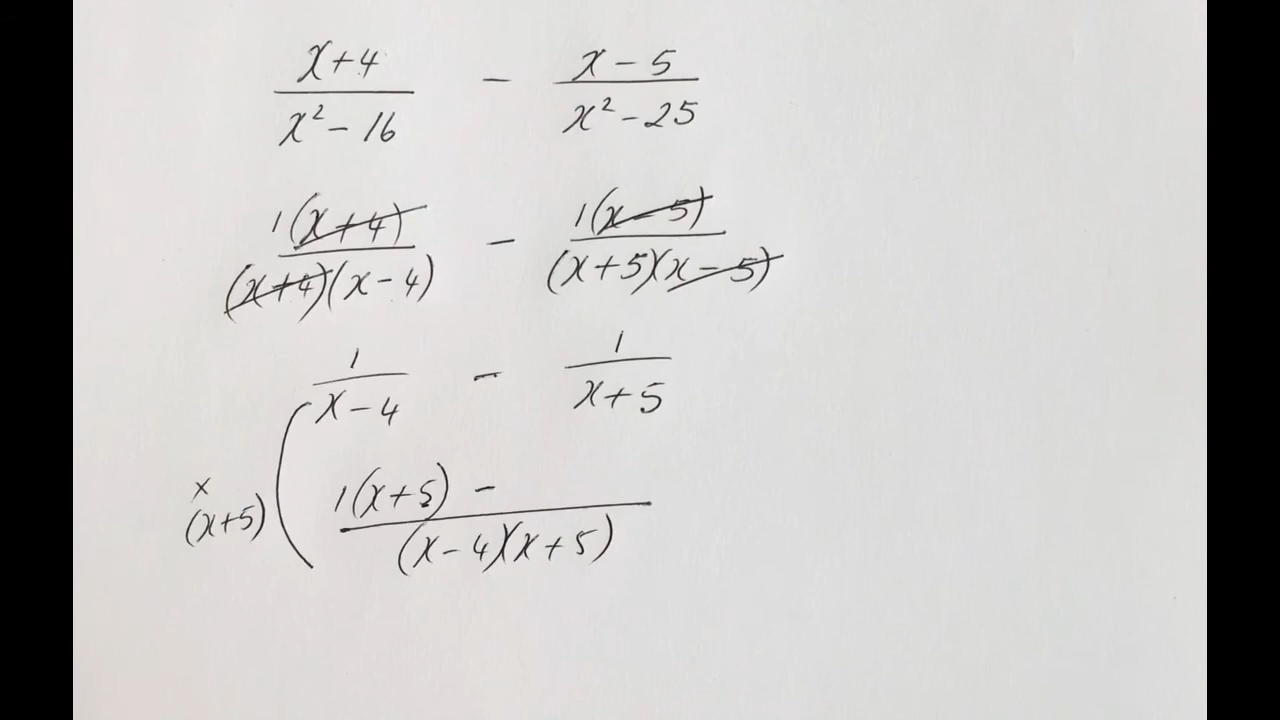 x+4 / x² - 16 - x - 5 / x² - 25
1(x+4) / (x+4)(x-4) - 1(x-5) / (x+5)(x-5)
1 / x-4 - 1 / x+5
x (x+5) ( 1(x+5) - / (x-4)(x+5)